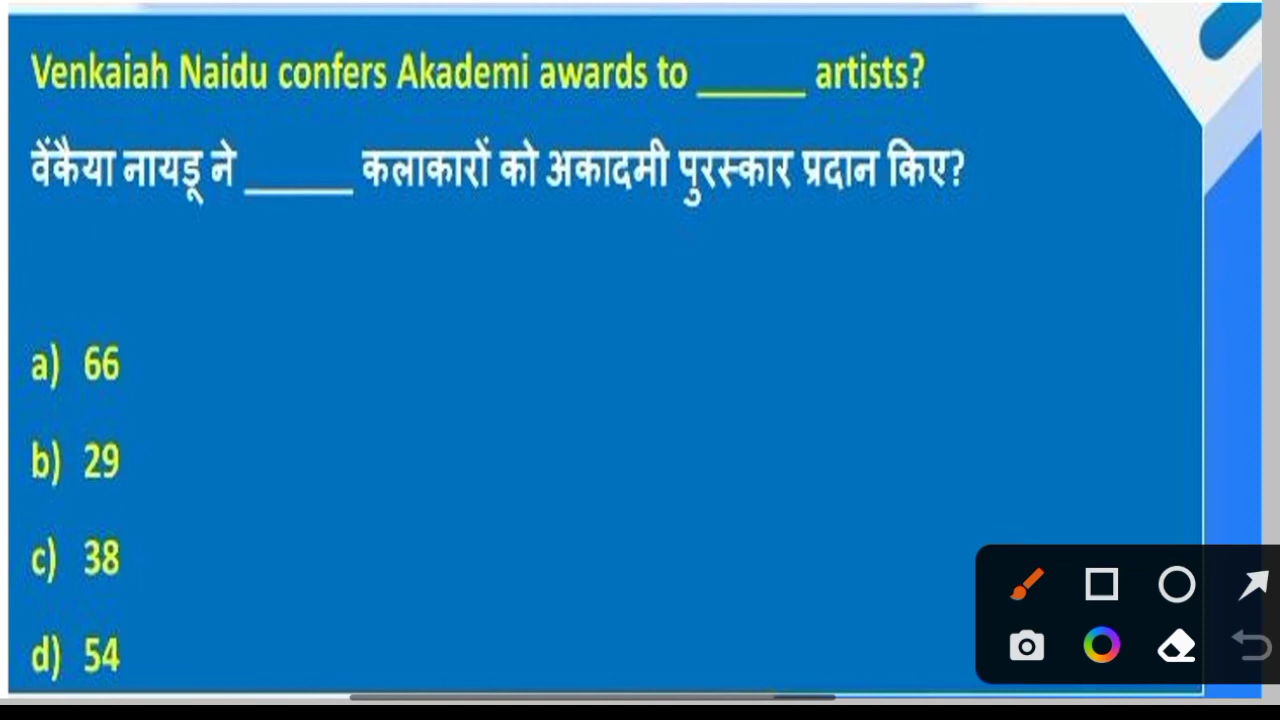 Venkaiah Naidu confers Akademi awards to ______ artists?
वेंकैया नायडू ने ______ कलाकारों को अकादमी पुरस्कार प्रदान किए?
a) 66
b) 29
c) 38
d) 54